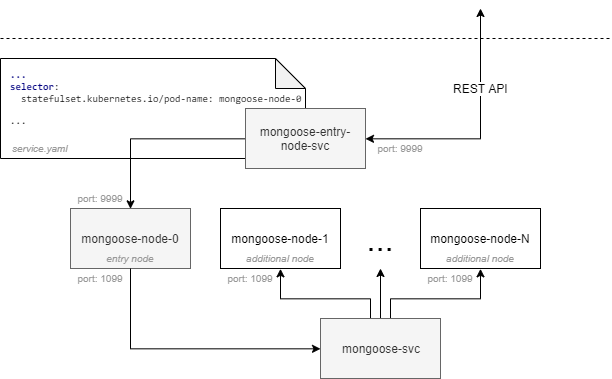 ...
selector:
statefulset.kubernetes.io/pod-name: mongoose-node-0
...
service.yaml
REST API
mongoose-entry-
node-svc
port: 9999
port: 9999
mongoose-node-0
entry node
port: 1099
mongoose-node-1
additional node
port: 1099
...
mongoose-node-N
additional node
port: 1099
mongoose-svc